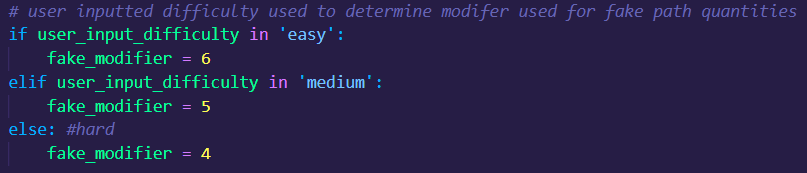 # user inputted difficulty used to determine modifer used for fake path quantities
if user_input_difficulty in 'easy':
    fake_modifier = 6
elif user_input_difficulty in 'medium':
    fake_modifier = 5
else: #hard
    fake_modifier = 4